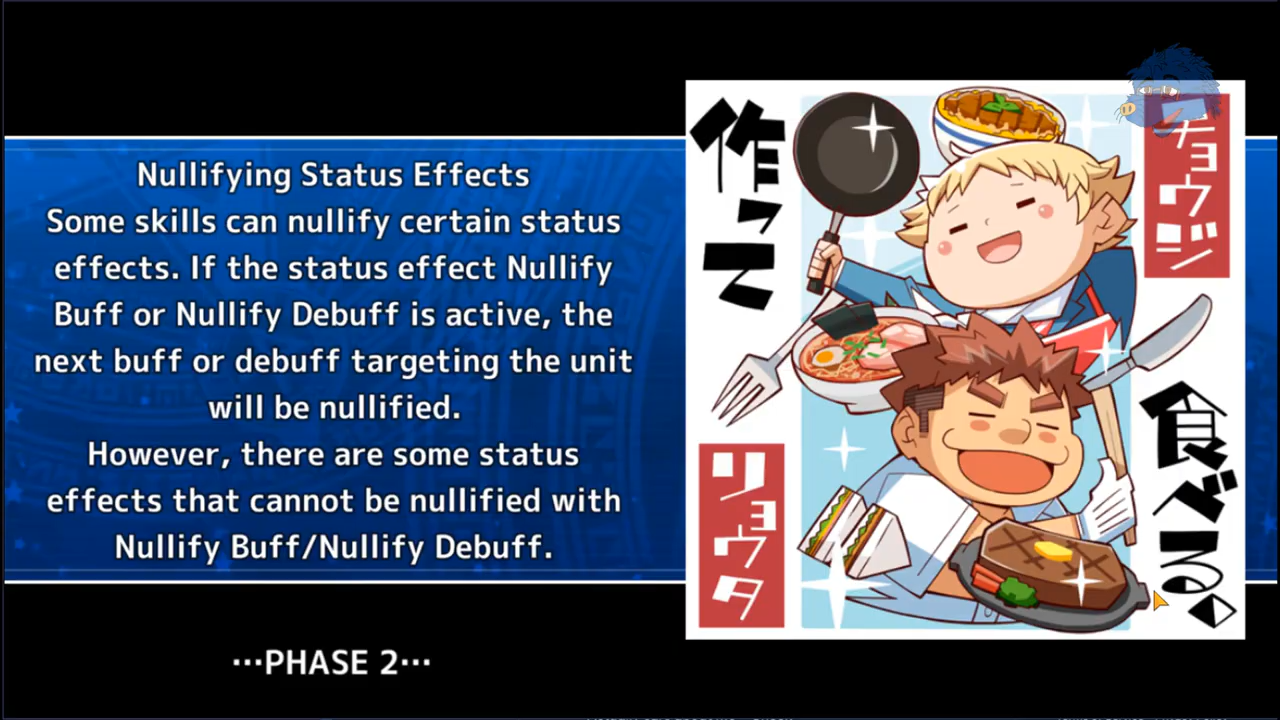 Nullifying Status Effects
Some skills can nullify certain status
effects. If the status effect Nullify
Buff or Nullify Debuff is active, the
next buff or debuff targeting the unit
will be nullified.
However, there are some status
effects that cannot be nullified with
Nullify Buff/Nullify Debuff.
…PHASE 2…
作って
チョウジ
リョウタ
食べる。